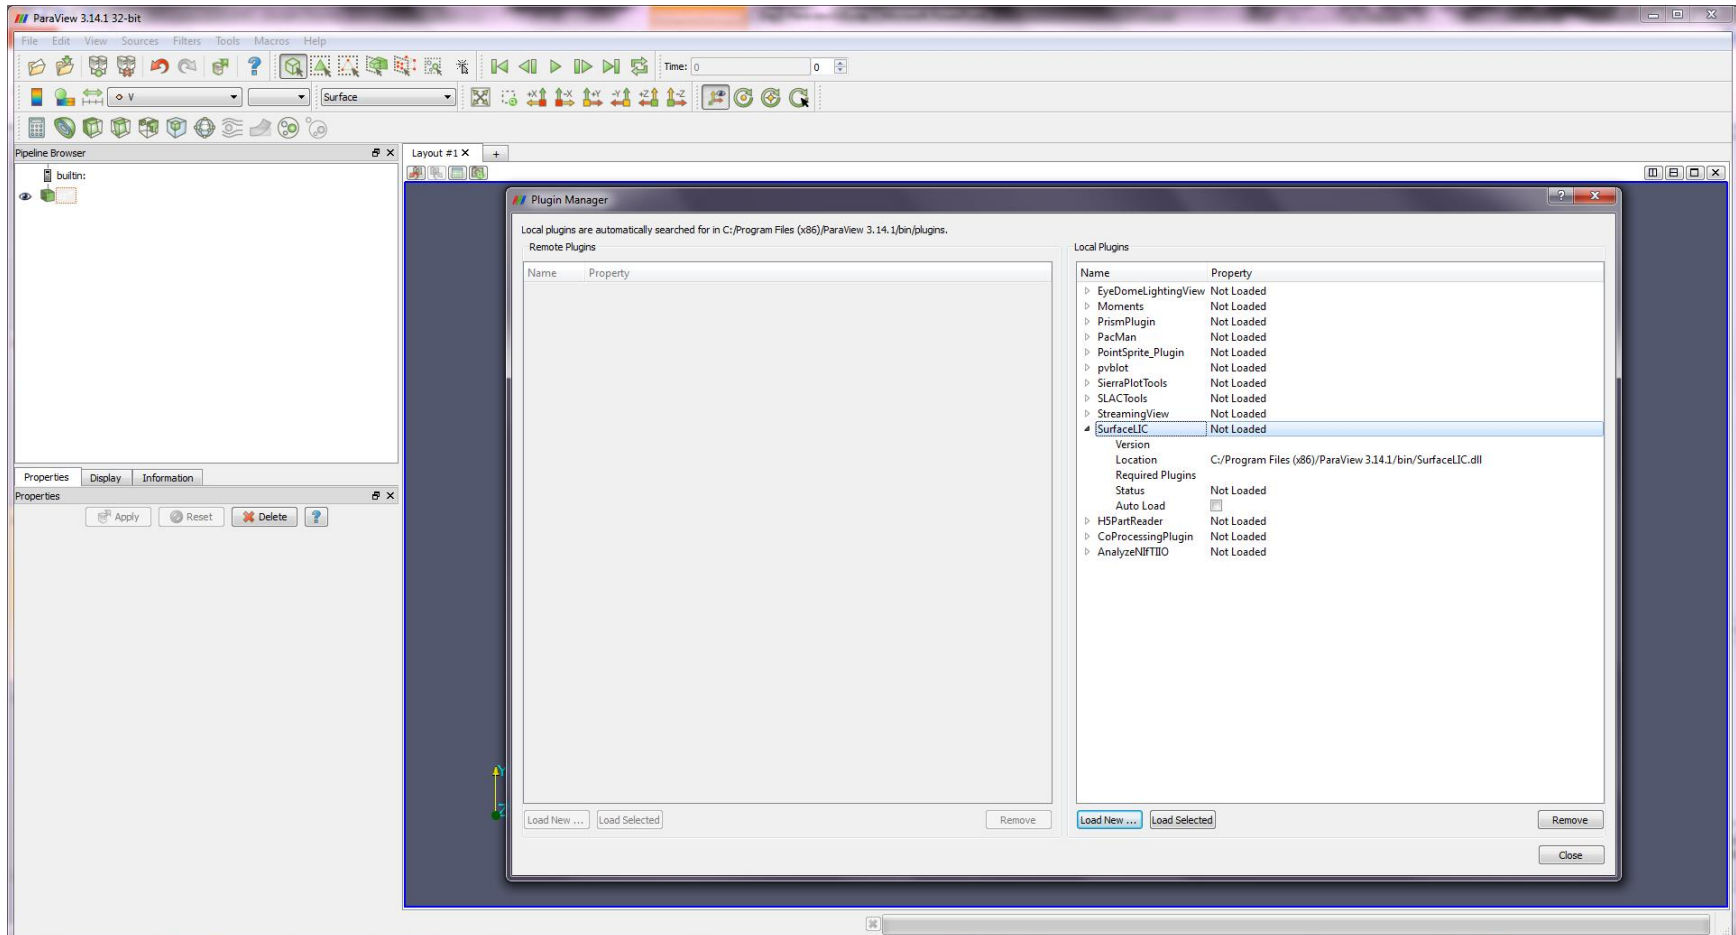 ParaView 3.14.1 32-bit
File Edit View Sources Filters Tools Macros Help
Time: 0 0
V Surface
Pipeline Browser
Layout #1 +
builtin:
Plugin Manager
Local plugins are automatically searched for in C:/Program Files (x86)/ParaView 3.14.1/bin/plugins.
Remote Plugins
Name Property
Load New ... Load Selected Remove
Local Plugins
Name Property
EyeDomeLightingView Not Loaded
Moments Not Loaded
PrismPlugin Not Loaded
PacMan Not Loaded
PointSprite_Plugin Not Loaded
pvblot Not Loaded
SierraPlotTools Not Loaded
SLACTools Not Loaded
StreamingView Not Loaded
SurfaceLIC Not Loaded
Version
Location C:/Program Files (x86)/ParaView 3.14.1/bin/SurfaceLIC.dll
Required Plugins
Status Not Loaded
Auto Load
H5PartReader Not Loaded
CoProcessingPlugin Not Loaded
AnalyzeNIfTIIO Not Loaded
Load New ... Load Selected Remove
Close
Properties Display Information
Properties
Apply Reset Delete ?
Y
Z